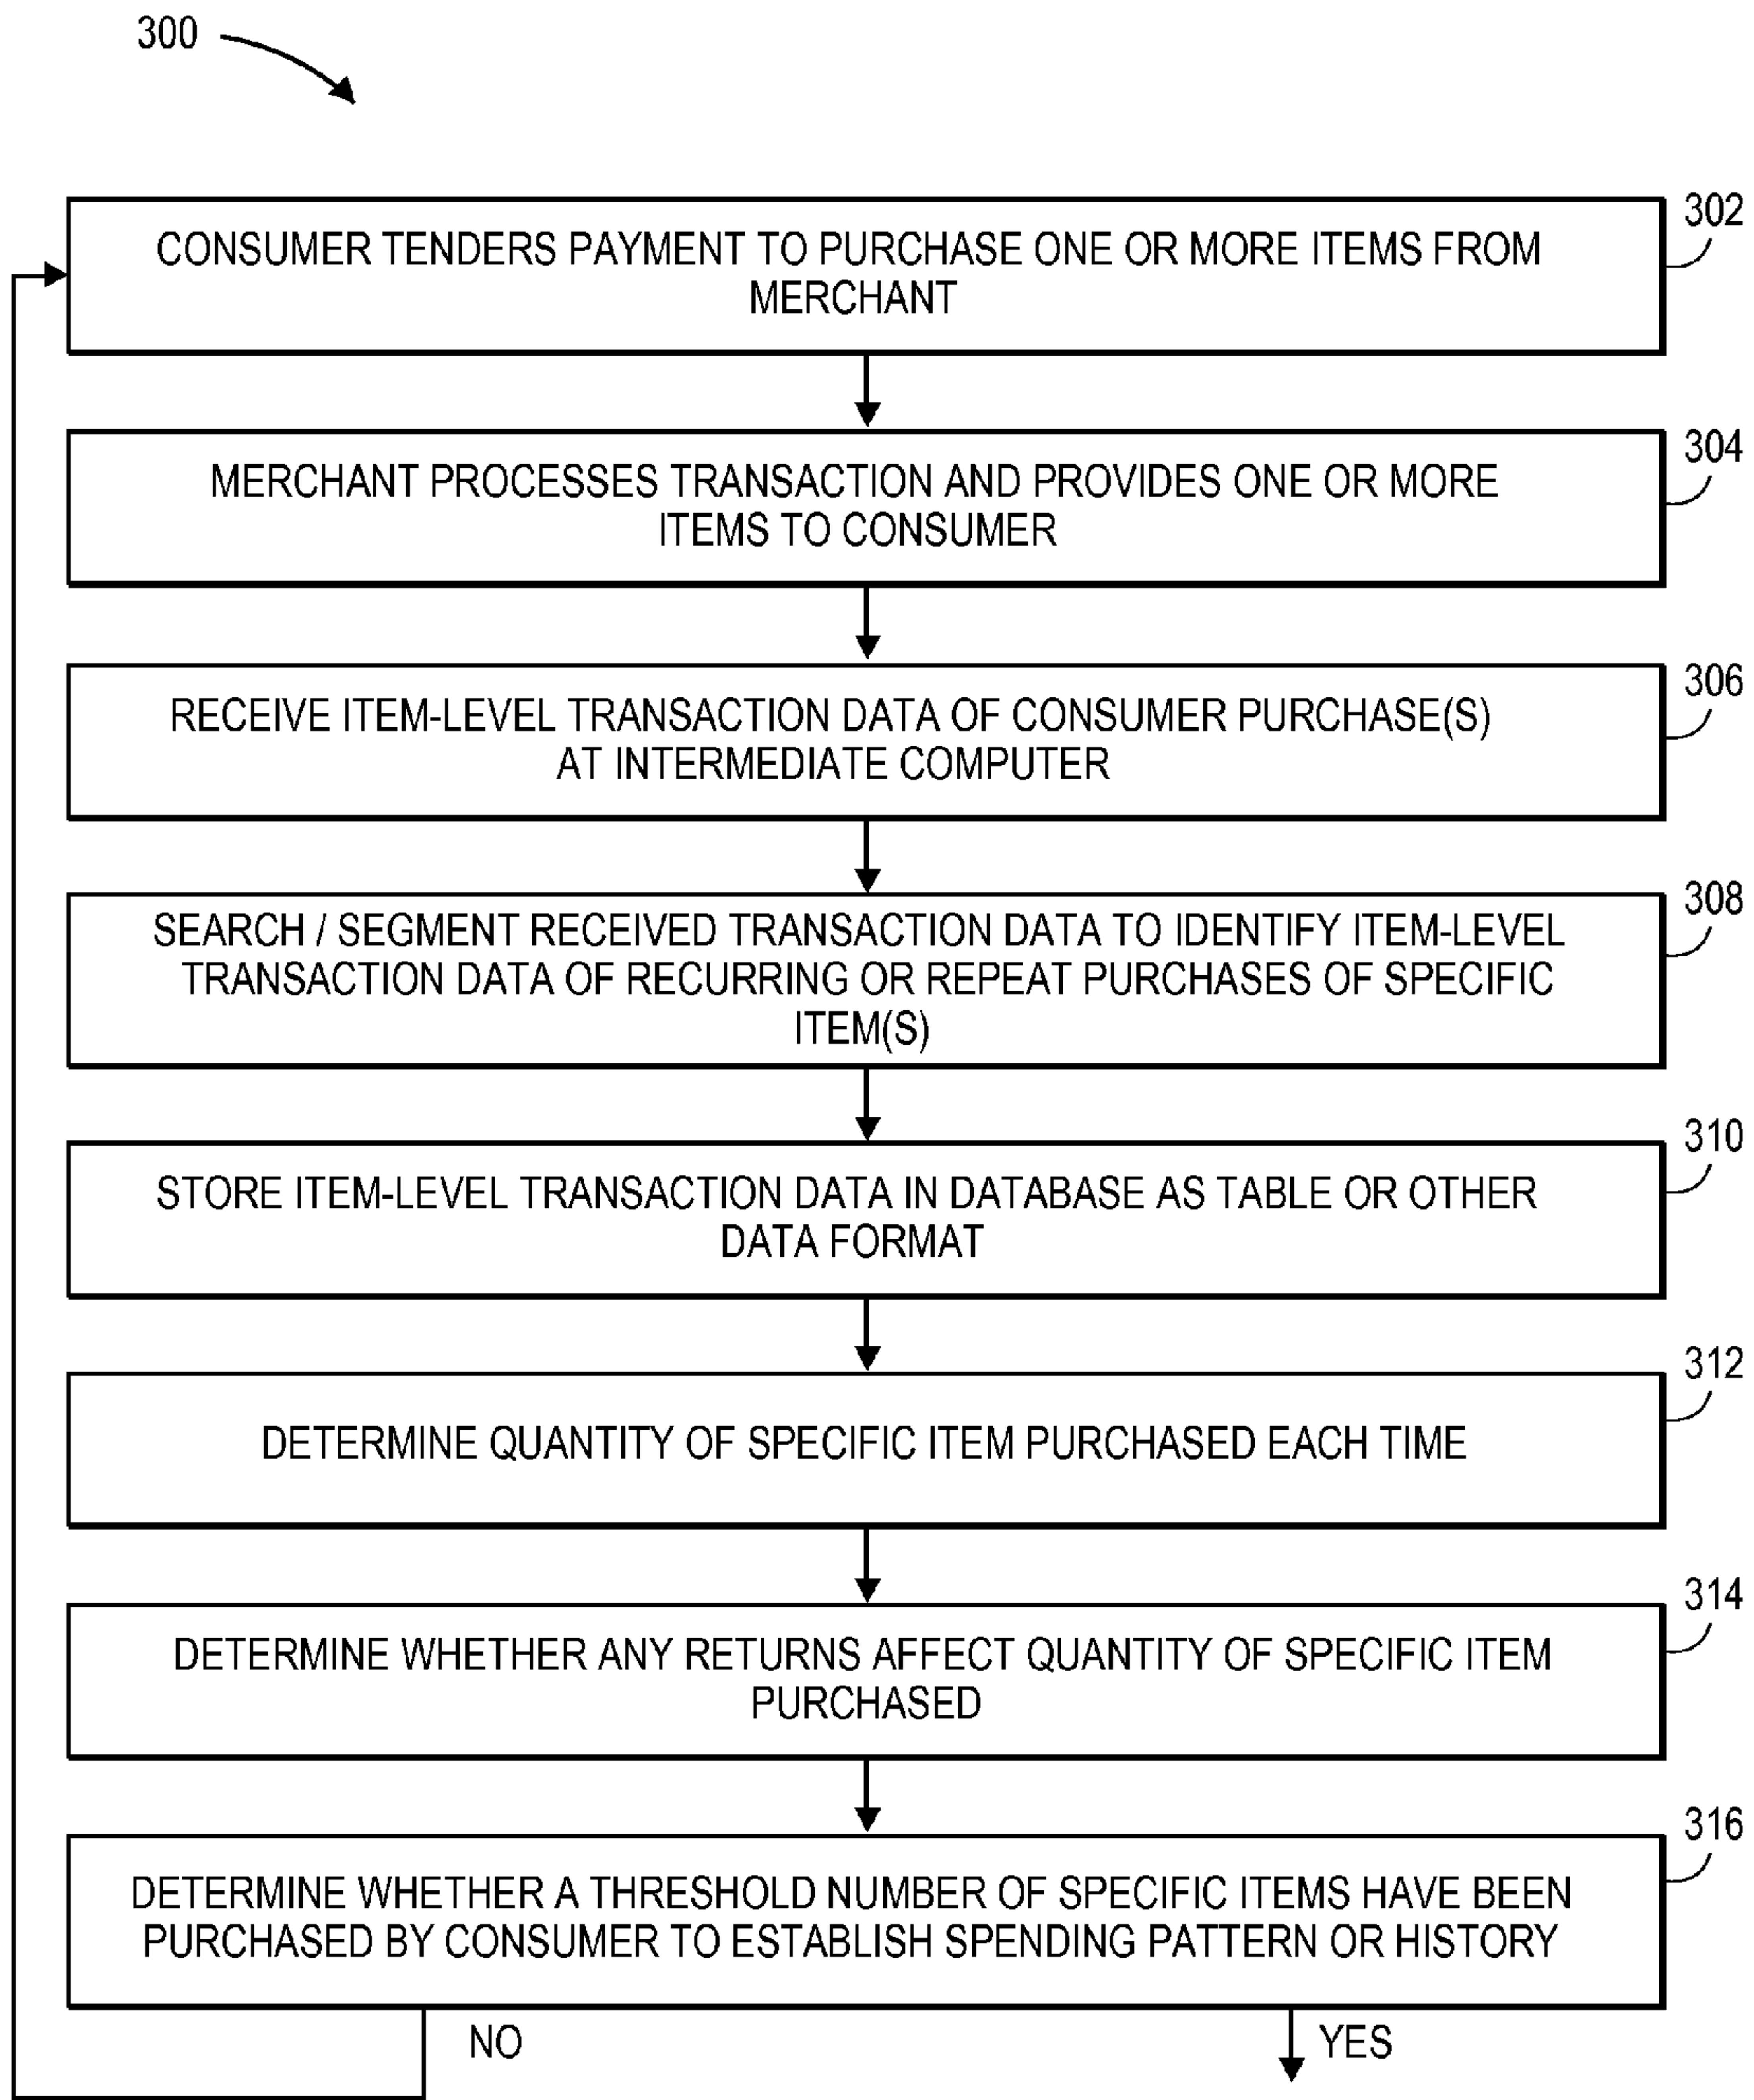 300
302
CONSUMER TENDERS PAYMENT TO PURCHASE ONE OR MORE ITEMS FROM
MERCHANT
304
MERCHANT PROCESSES TRANSACTION AND PROVIDES ONE OR MORE
ITEMS TO CONSUMER
306
RECEIVE ITEM-LEVEL TRANSACTION DATA OF CONSUMER PURCHASE(S)
AT INTERMEDIATE COMPUTER
308
SEARCH / SEGMENT RECEIVED TRANSACTION DATA TO IDENTIFY ITEM-LEVEL
TRANSACTION DATA OF RECURRING OR REPEAT PURCHASES OF SPECIFIC
ITEM(S)
310
STORE ITEM-LEVEL TRANSACTION DATA IN DATABASE AS TABLE OR OTHER
DATA FORMAT
312
DETERMINE QUANTITY OF SPECIFIC ITEM PURCHASED EACH TIME
314
DETERMINE WHETHER ANY RETURNS AFFECT QUANTITY OF SPECIFIC ITEM
PURCHASED
316
DETERMINE WHETHER A THRESHOLD NUMBER OF SPECIFIC ITEMS HAVE BEEN
PURCHASED BY CONSUMER TO ESTABLISH SPENDING PATTERN OR HISTORY
NO
YES